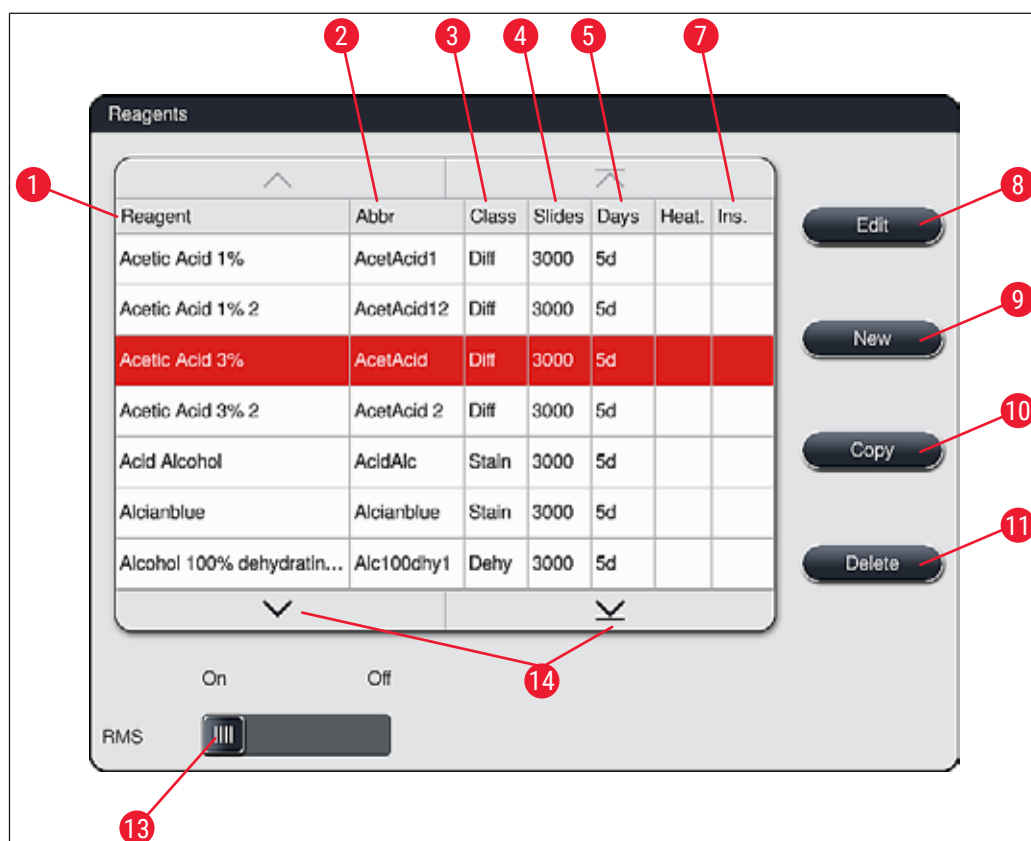 2 3 4 5 7
Reagents
1
8
Reagent Abbr Class Slides Days Heat. Ins.
Edit
Acetic Acid 1% AcetAcid1 Diff 3000 5d
9
Acetic Acid 1% 2 AcetAcid12 Diff 3000 5d
New
Acetic Acid 3% AcetAcid Diff 3000 5d
10
Acetic Acid 3% 2 AcetAcid 2 Diff 3000 5d
Copy
Acid Alcohol AcidAlc Stain 3000 5d
11
Alcianblue Alcianblue Stain 3000 5d
Delete
Alcohol 100% dehydratin... Alc100dhy1 Dehy 3000 5d
14
On Off
RMS
13